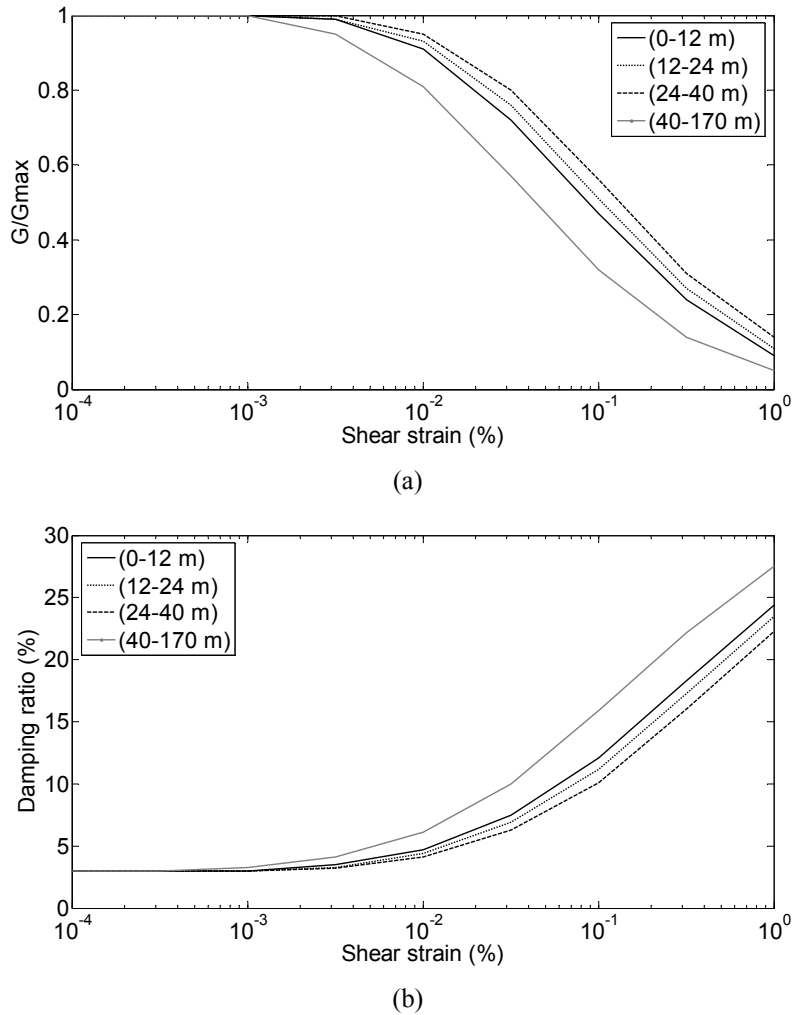 1
0.8
0.6
0.4
0.2
0
G/Gmax
(0-12 m)
(12-24 m)
(24-40 m)
(40-170 m)
10^-4
10^-3
10^-2
10^-1
10^0
Shear strain (%)
(a)
30
25
20
15
10
5
0
Damping ratio (%)
(0-12 m)
(12-24 m)
(24-40 m)
(40-170 m)
10^-4
10^-3
10^-2
10^-1
10^0
Shear strain (%)
(b)